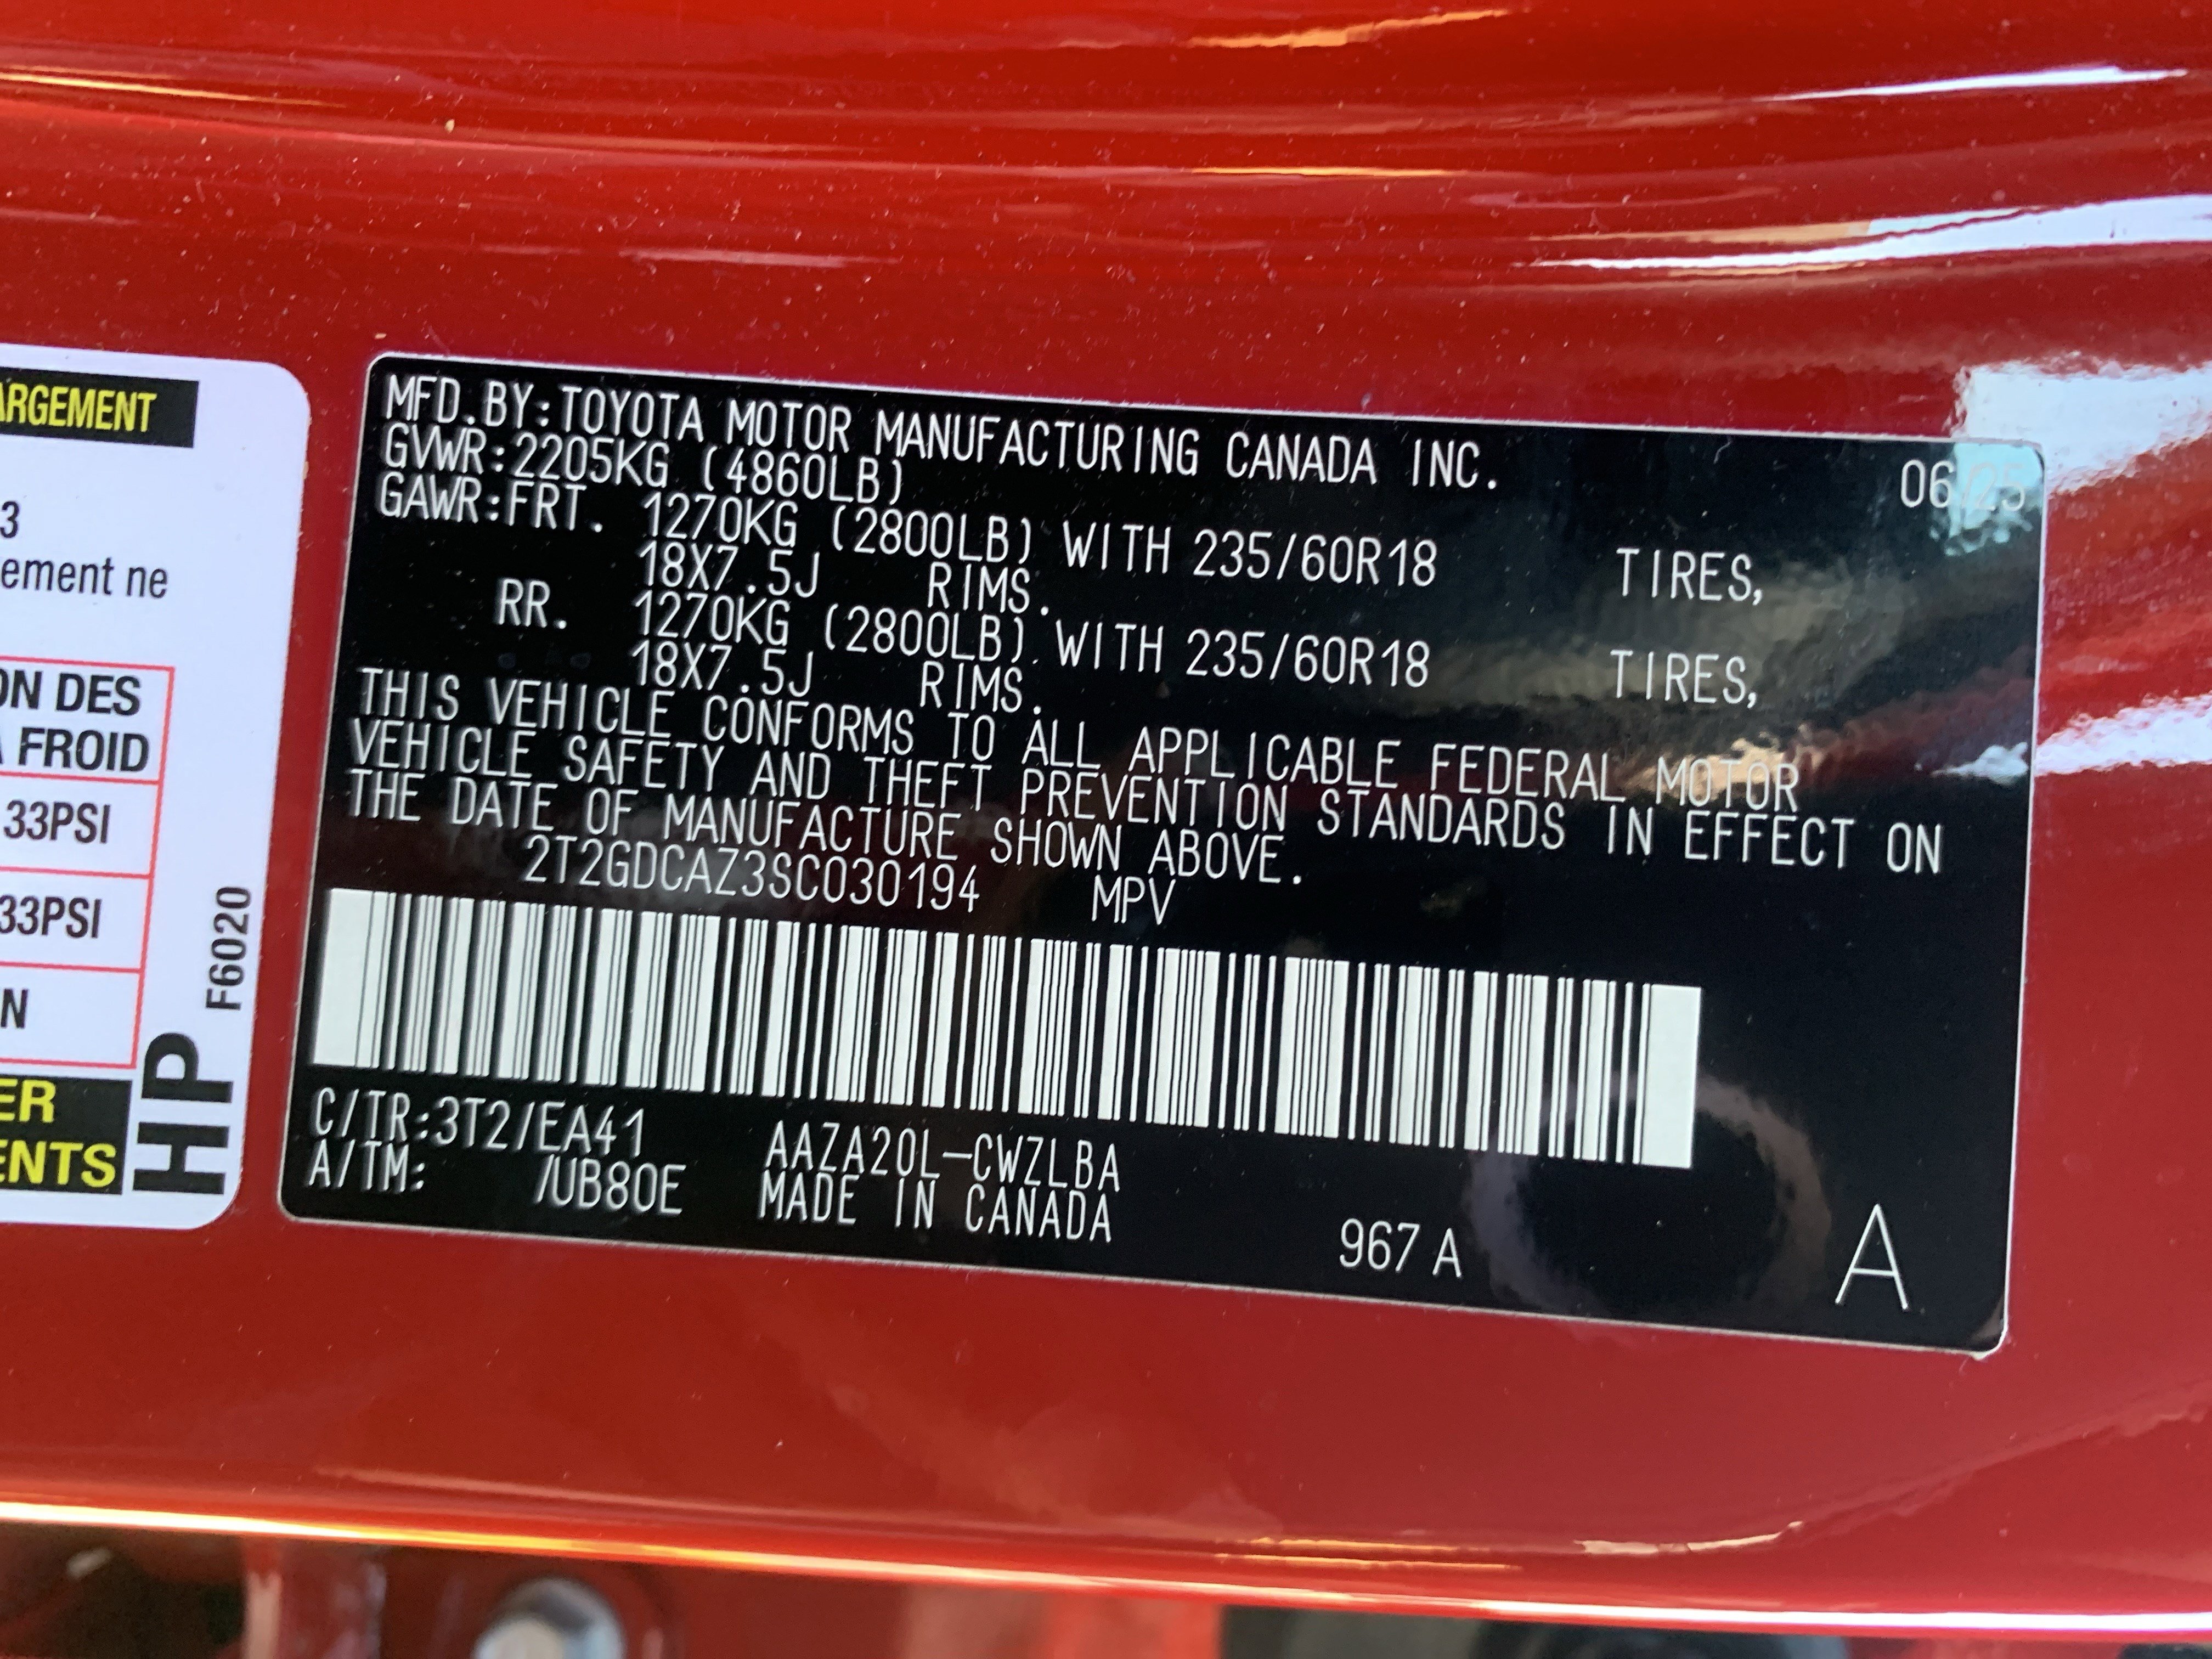 ARGEMENT
3
ement ne
ON DES
A FROID
33PSI
33PSI
N
F6020
HP
ER
ENTS
MFD.BY:TOYOTA MOTOR MANUFACTURING CANADA INC. 06/25
GVWR:2205KG (4860LB)
GAWR:FRT. 1270KG (2800LB) WITH 235/60R18 TIRES,
18X7.5J RIMS.
RR. 1270KG (2800LB) WITH 235/60R18 TIRES,
18X7.5J RIMS.
THIS VEHICLE CONFORMS TO ALL APPLICABLE FEDERAL MOTOR
VEHICLE SAFETY AND THEFT PREVENTION STANDARDS IN EFFECT ON
THE DATE OF MANUFACTURE SHOWN ABOVE.
2T2GDCAZ3SC030194 MPV
C/TR:3T2/EA41 AAZA20L-CWZLBA
A/TM: /UB80E MADE IN CANADA
967 A
A